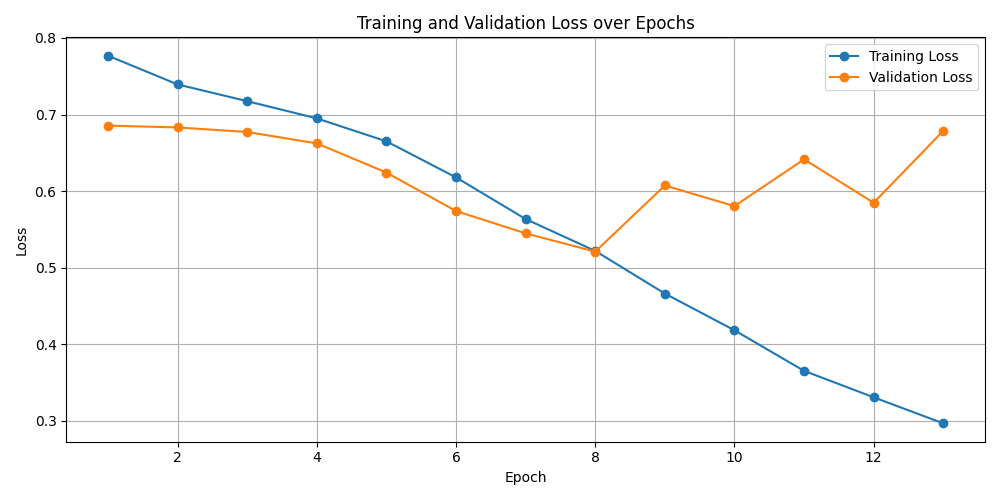 Training and Validation Loss over Epochs
Training Loss
Validation Loss
0.8
0.7
0.6
0.5
0.4
0.3
Loss
2 4 6 8 10 12
Epoch